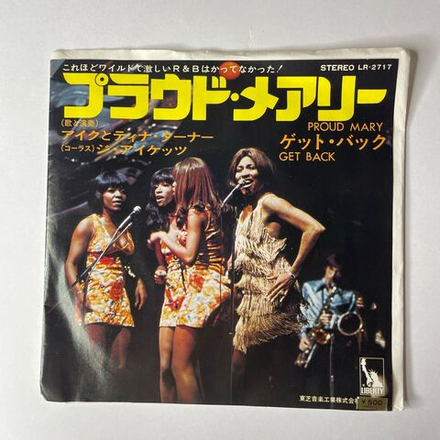 これほどワイルドで激しいR&Bはかってなかった!
STEREO LR-2717
プラウド・メアリー
PROUD MARY
(歌と演奏)
アイクとティナ・ターナー
(コーラス)ジ・アイケッツ
ゲット・バック
GET BACK
LIBERTY
¥500
東芝音楽工業株式会